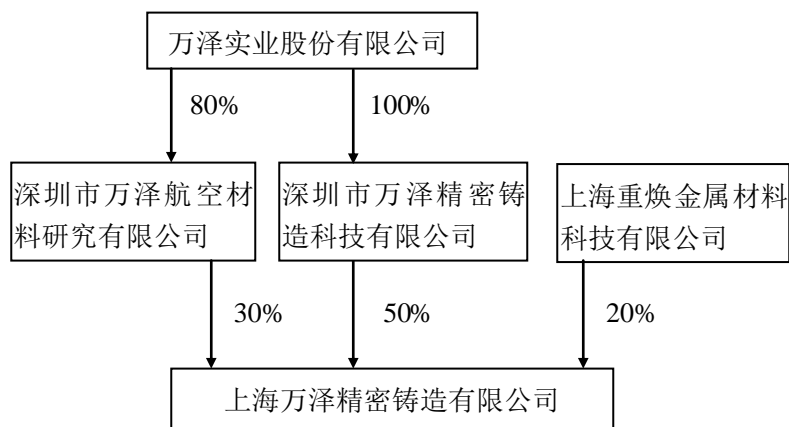 万泽实业股份有限公司
80%
100%
深圳市万泽航空材
料研究有限公司
深圳市万泽精密铸
造科技有限公司
上海重焕金属材料
科技有限公司
30%
50%
20%
上海万泽精密铸造有限公司